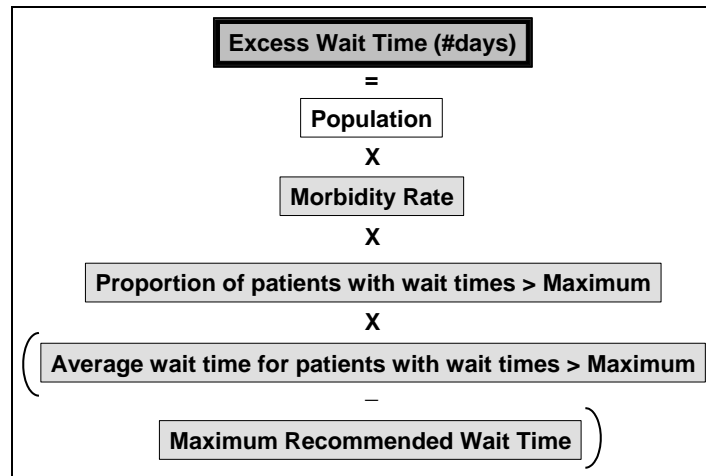 Excess Wait Time (#days)
=
Population
X
Morbidity Rate
X
Proportion of patients with wait times > Maximum
X
(Average wait time for patients with wait times > Maximum
–
Maximum Recommended Wait Time)